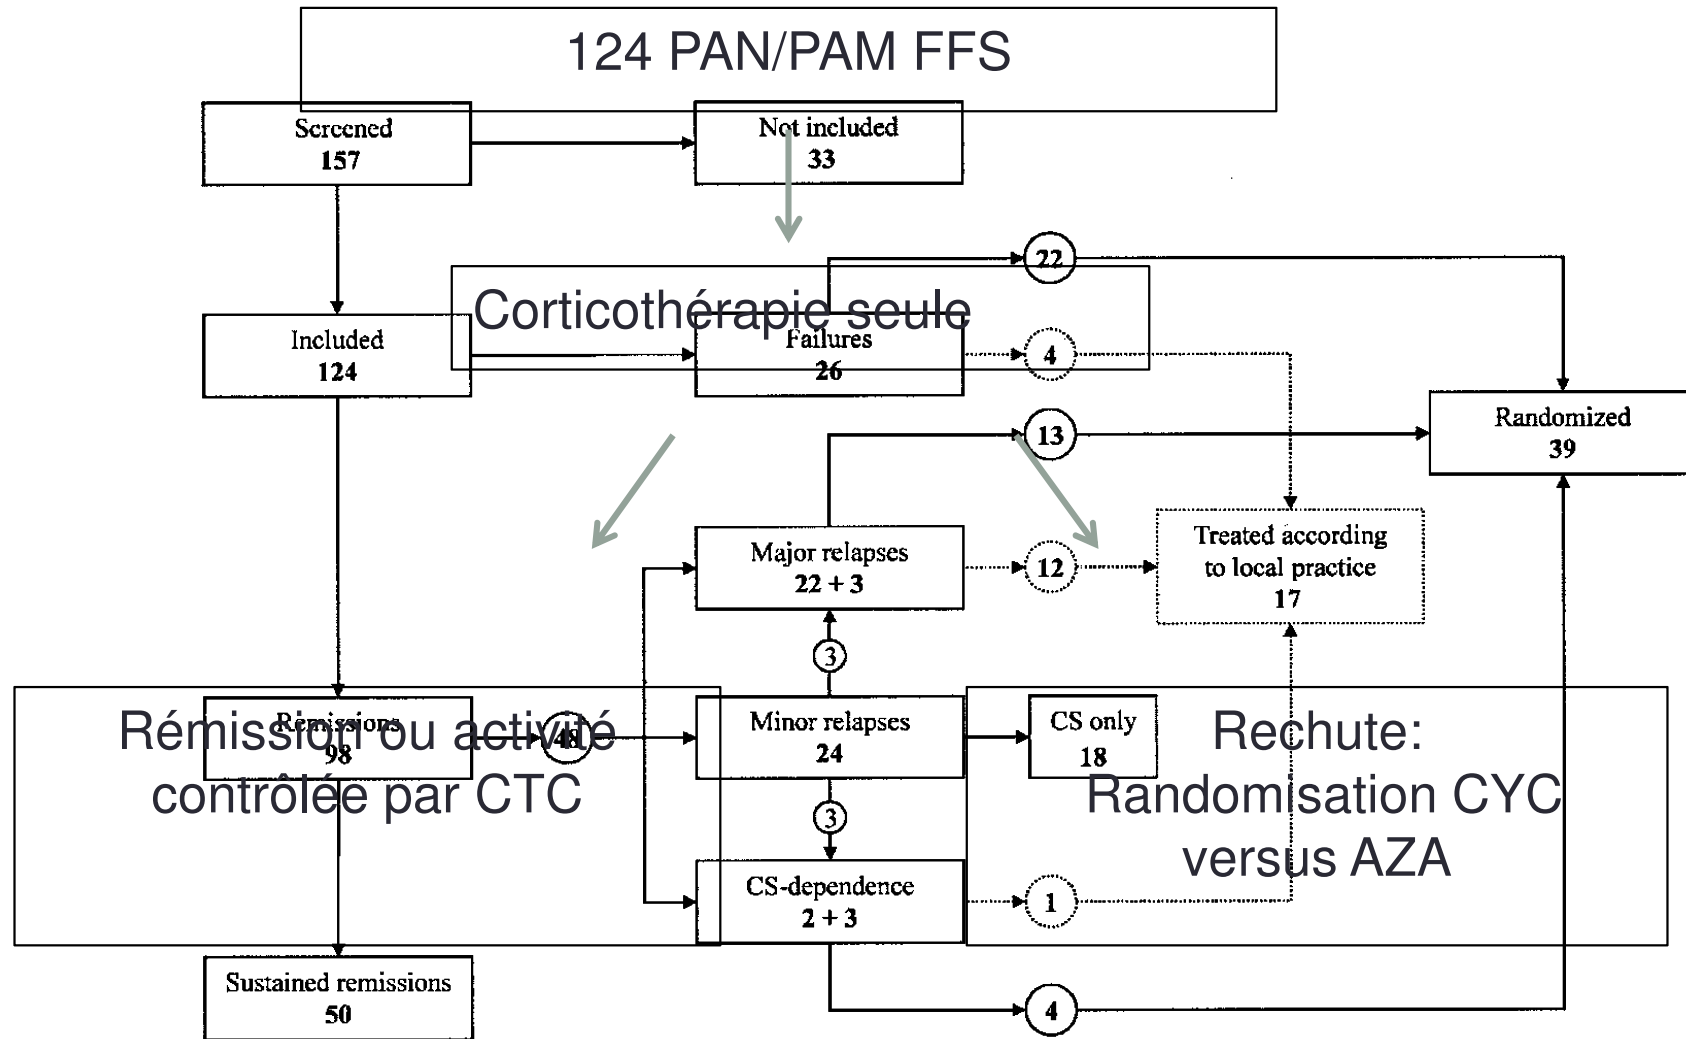 124 PAN/PAM FFS
Screened
157
Not included
33
22
Corticothérapie seule
Included
124
Failures
26
4
13
Randomized
39
Major relapses
22 + 3
12
Treated according
to local practice
17
3
Rémission ou activité
contrôlée par CTC
Remissions
98
48
Minor relapses
24
CS only
18
Rechute:
Randomisation CYC
versus AZA
3
CS-dependence
2 + 3
1
Sustained remissions
50
4